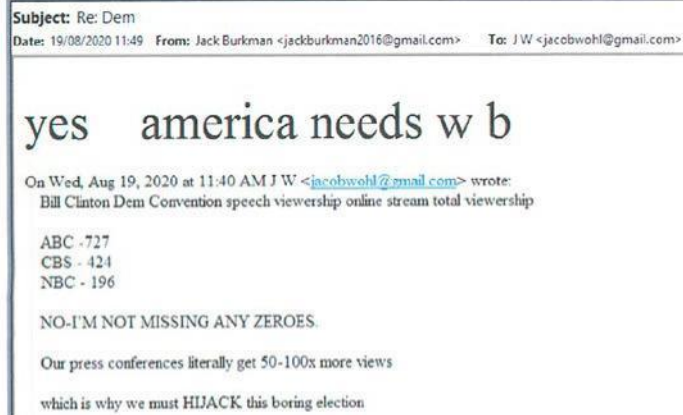 Subject: Re: Dem
Date: 19/08/2020 11:49 From: Jack Burkman <jackburkman2016@gmail.com> To: J W <jacobwohl@gmail.com>
yes america needs w b
On Wed, Aug 19, 2020 at 11:40 AM J W <jacobwohl@gmail.com> wrote:
Bill Clinton Dem Convention speech viewership online stream total viewership
ABC -727
CBS - 424
NBC - 196
NO-I'M NOT MISSING ANY ZEROES.
Our press conferences literally get 50-100x more views
which is why we must HIJACK this boring election